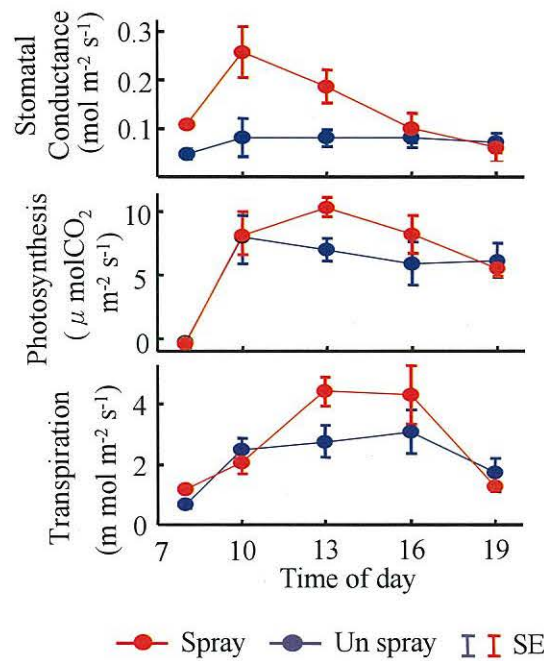 Stomatal
Conductance
(mol m-2 s-1)
0.3
0.2
0.1
Photosynthesis
( μ molCO2
m-2 s-1)
10
5
0
Transpiration
(m mol m-2 s-1)
4
2
0
7 10 13 16 19
Time of day
Spray Un spray SE